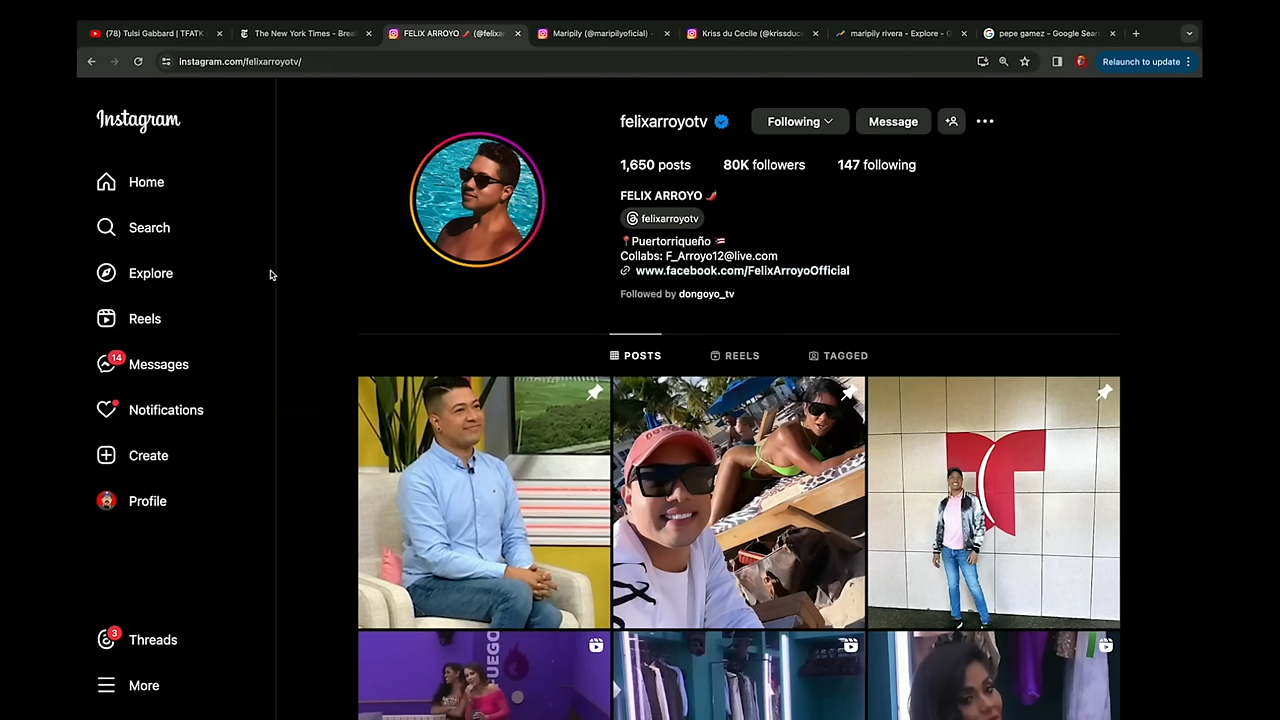 (78) Tulsi Gabbard | TFATK
The New York Times - Brea
FELIX ARROYO 🌶️ (@felixar
Maripily (@maripilyoficial) ·
Kriss du Cecile (@krissduc
maripily rivera - Explore - G
pepe gamez - Google Sear
instagram.com/felixarroyotv/
Relaunch to update
Instagram
felixarroyotv
Following
Message
1,650 posts 80K followers 147 following
FELIX ARROYO 🌶️
felixarroyotv
📍Puertorriqueño 🇵🇷
Collabs: F_Arroyo12@live.com
www.facebook.com/FelixArroyoOfficial
Followed by dongoyo_tv
Home
Search
Explore
Reels
14
Messages
Notifications
Create
Profile
3
Threads
More
POSTS
REELS
TAGGED
FUEGO